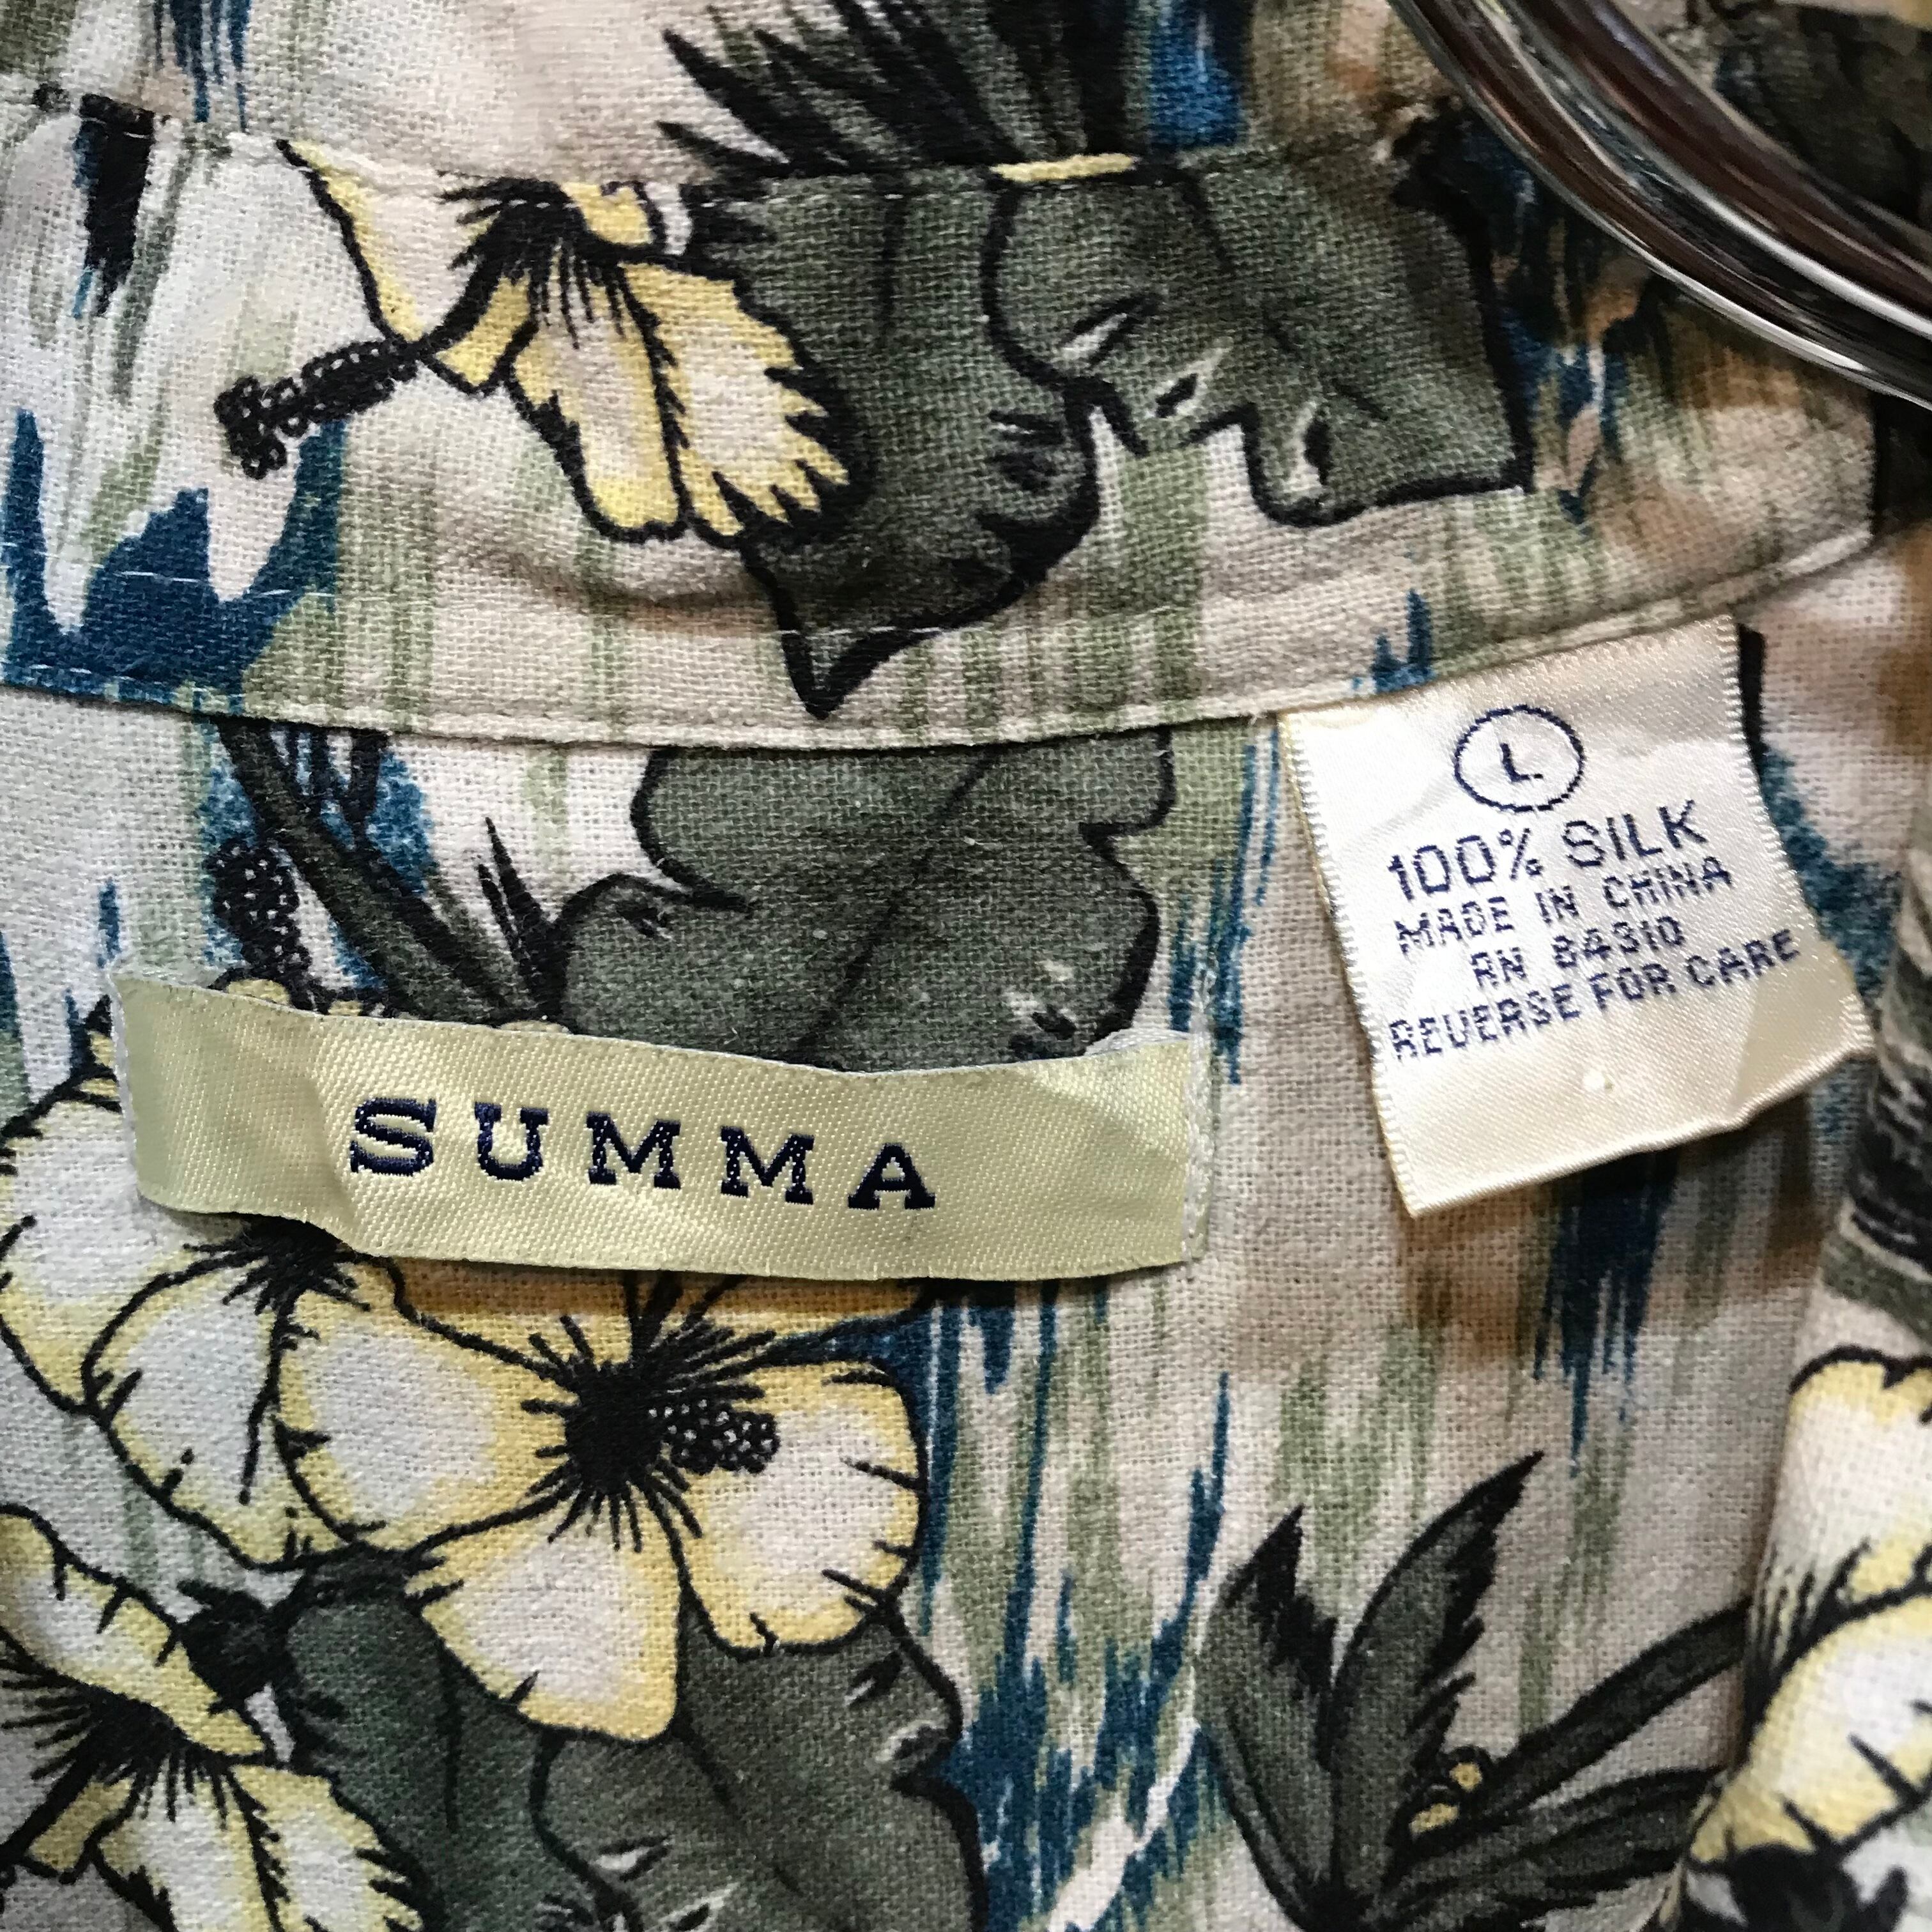 L
100% SILK
MADE IN CHINA
RN 84310
REVERSE FOR CARE
SUMMA